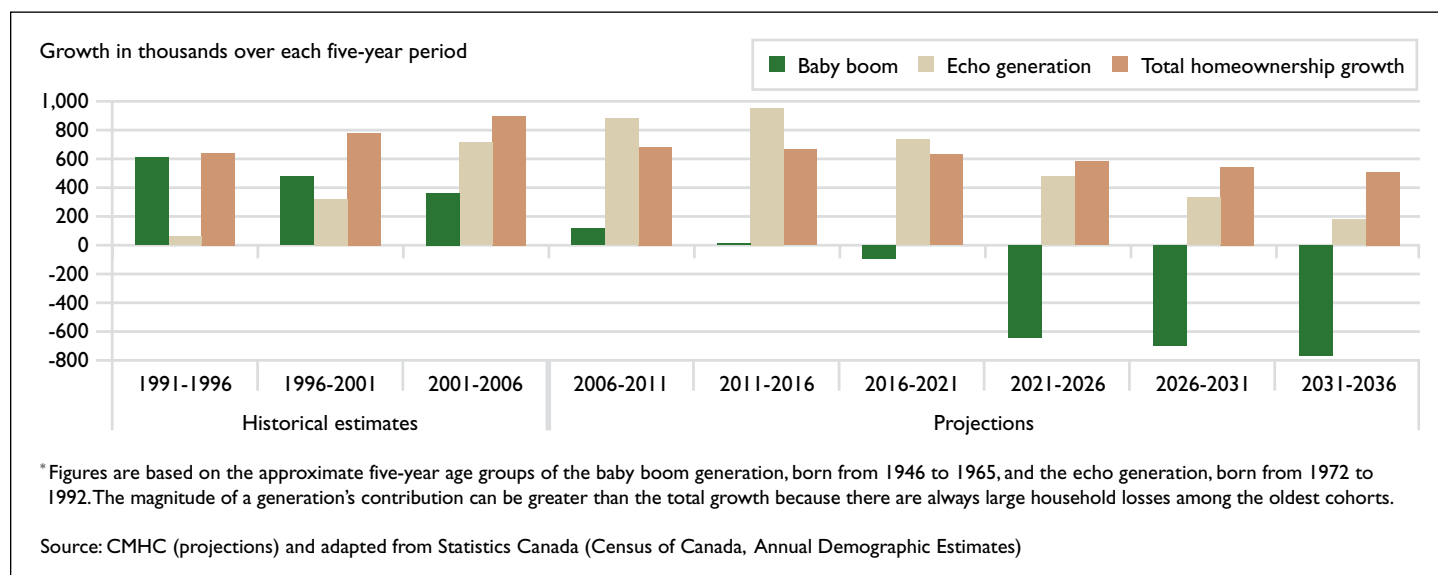 Growth in thousands over each five-year period
Baby boom Echo generation Total homeownership growth
1,000
800
600
400
200
0
-200
-400
-600
-800
1991-1996 1996-2001 2001-2006 2006-2011 2011-2016 2016-2021 2021-2026 2026-2031 2031-2036
Historical estimates Projections
*Figures are based on the approximate five-year age groups of the baby boom generation, born from 1946 to 1965, and the echo generation, born from 1972 to
1992. The magnitude of a generation's contribution can be greater than the total growth because there are always large household losses among the oldest cohorts.
Source: CMHC (projections) and adapted from Statistics Canada (Census of Canada, Annual Demographic Estimates)